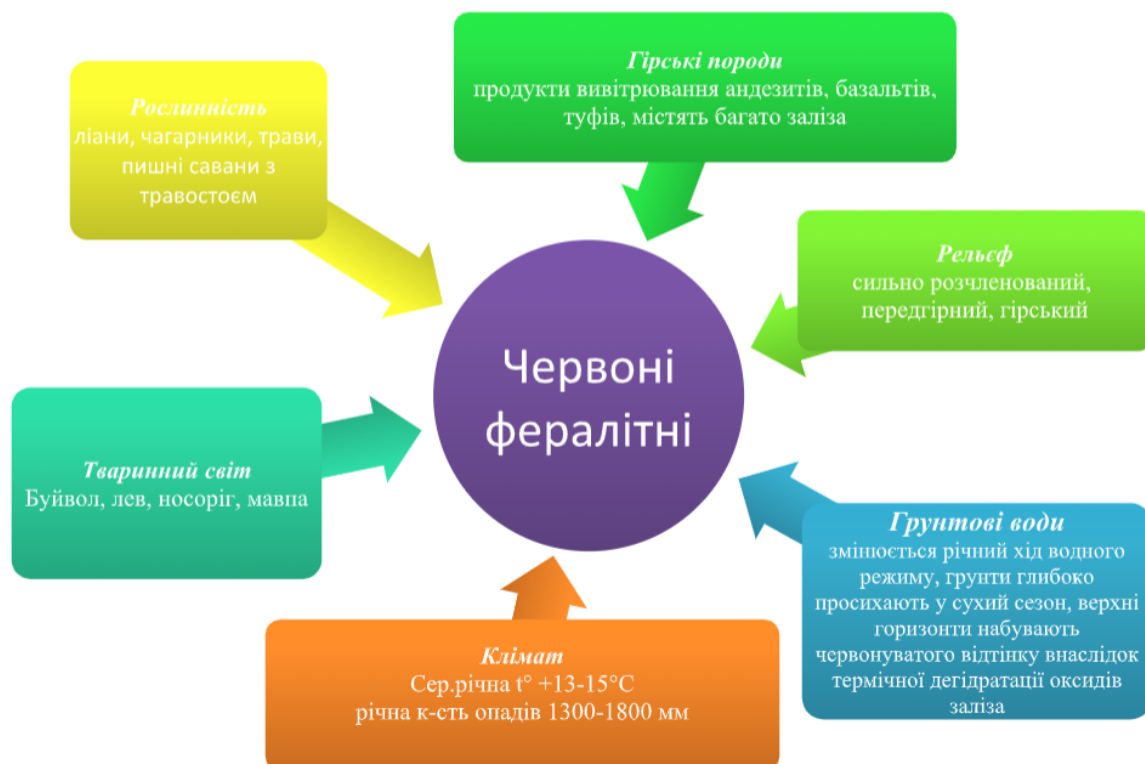 Гірські породи
продукти вивітрювання андезитів, базальтів,
туфів, містять багато заліза
Рослинність
ліани, чагарники, трави,
пишні савани з
травостоєм
Рельєф
сильно розчленований,
передгірний, гірський
Червоні
фералітні
Тваринний світ
Буйвол, лев, носоріг, мавпа
Грунтові води
змінюється річний хід водного
режиму, грунти глибоко
просихають у сухий сезон, верхні
горизонти набувають
червонуватого відтінку внаслідок
термічної дегідратації оксидів
заліза
Клімат
Сер.річна t° +13-15°С
річна к-сть опадів 1300-1800 мм